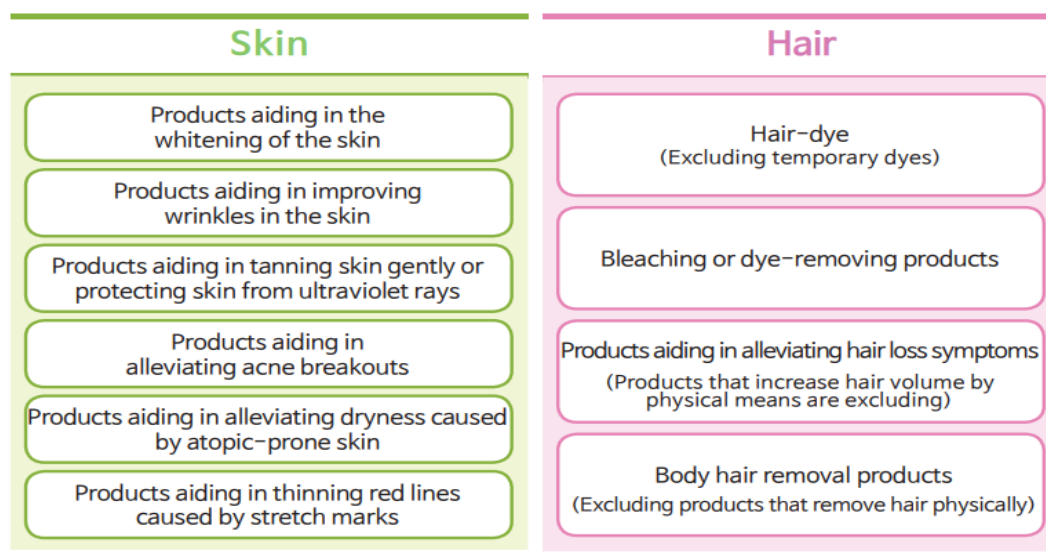 Skin
Products aiding in the
whitening of the skin
Products aiding in improving
wrinkles in the skin
Products aiding in tanning skin gently or
protecting skin from ultraviolet rays
Products aiding in
alleviating acne breakouts
Products aiding in alleviating dryness caused
by atopic-prone skin
Products aiding in thinning red lines
caused by stretch marks
Hair
Hair-dye
(Excluding temporary dyes)
Bleaching or dye-removing products
Products aiding in alleviating hair loss symptoms
(Products that increase hair volume by
physical means are excluding)
Body hair removal products
(Excluding products that remove hair physically)